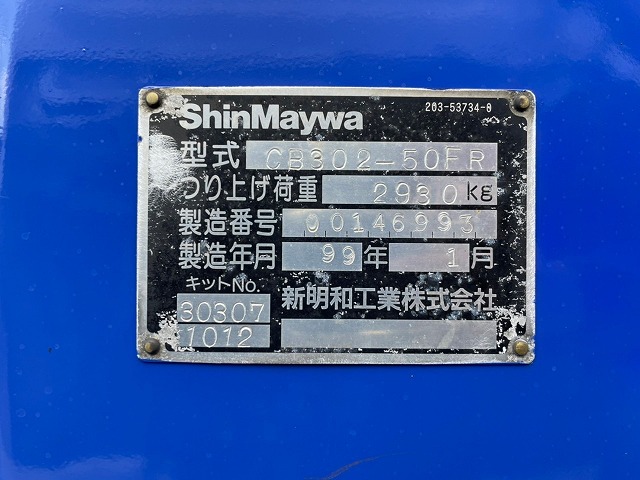 203-53734-0
ShinMaywa
型式 CB302-50FR
つり上げ荷重 2930kg
製造番号 00146993
製造年月 99年 1月
キットNo. 新明和工業株式会社
30307
1012